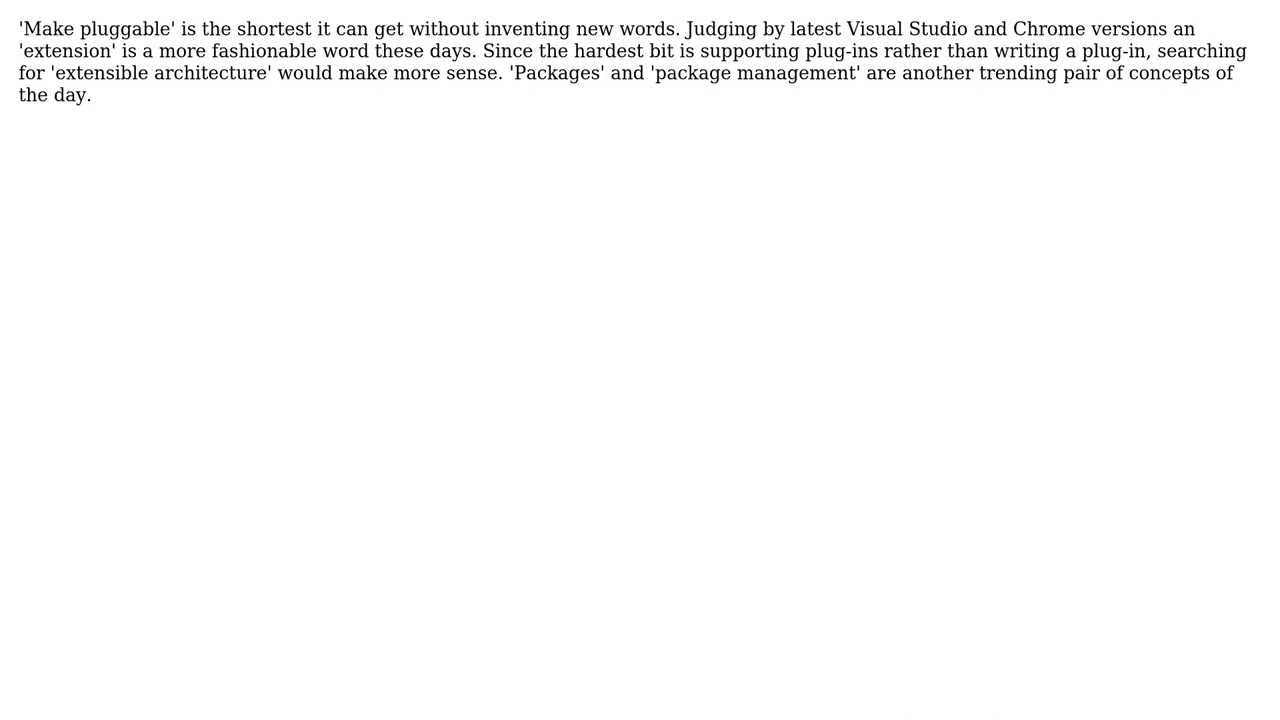 'Make pluggable' is the shortest it can get without inventing new words. Judging by latest Visual Studio and Chrome versions an
'extension' is a more fashionable word these days. Since the hardest bit is supporting plug-ins rather than writing a plug-in, searching
for 'extensible architecture' would make more sense. 'Packages' and 'package management' are another trending pair of concepts of
the day.